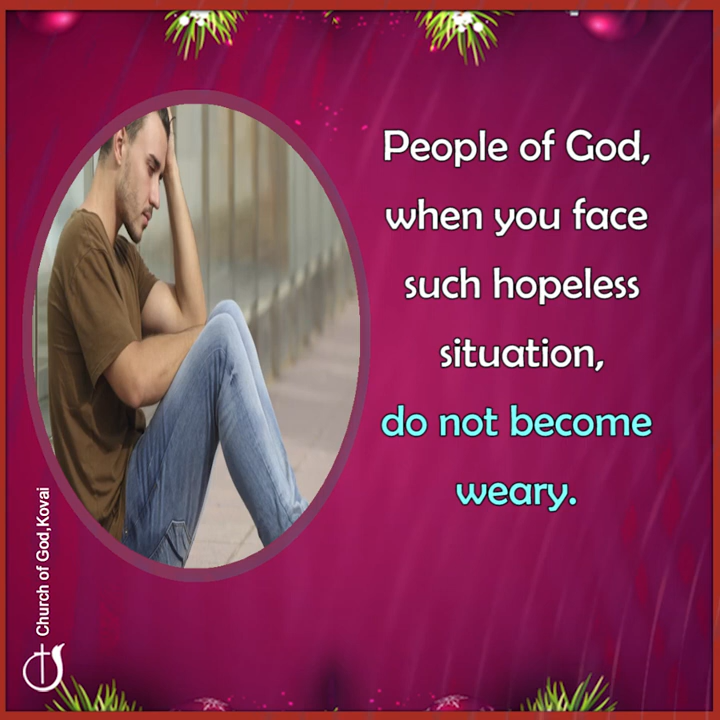 People of God,
when you face
such hopeless
situation,
do not become
weary.
Church of God,Kovai